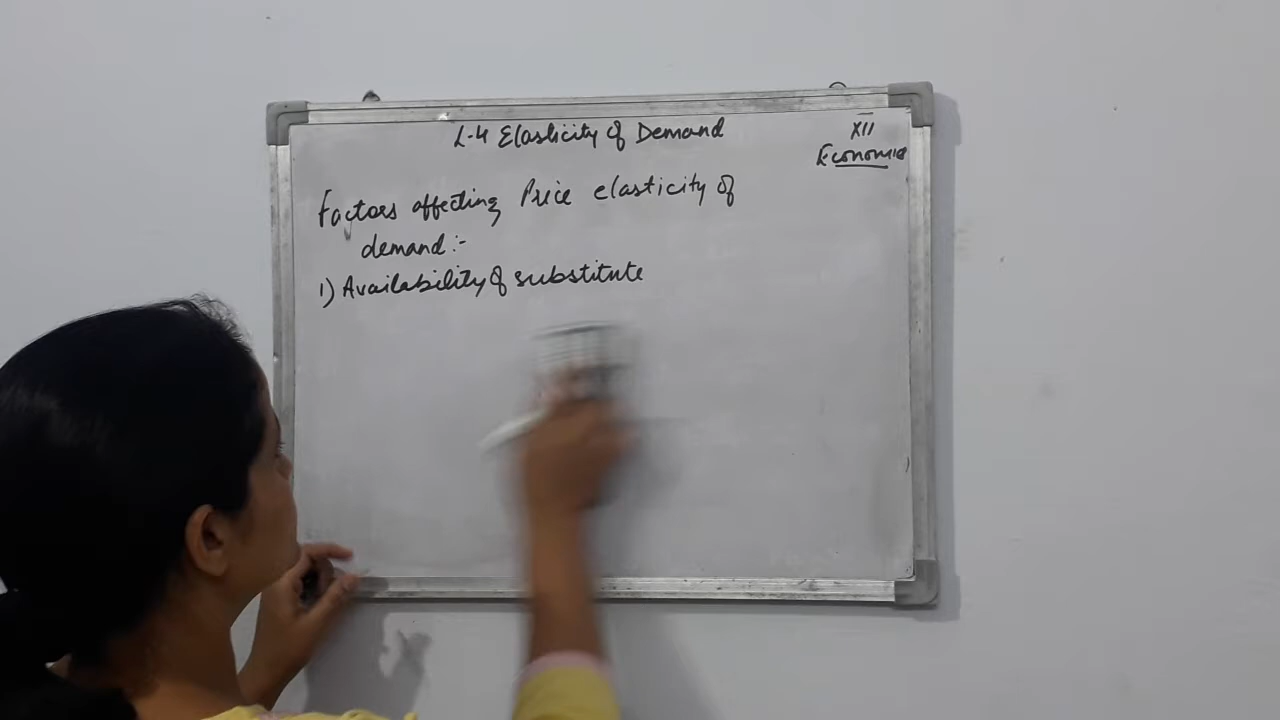 L-4 Elasticity of Demand
XII
Economics
Factors affecting Price elasticity of
demand :-
1) Availability of substitute